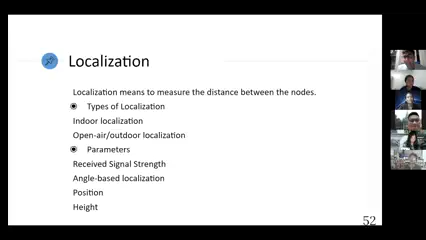 Localization
Localization means to measure the distance between the nodes.
Types of Localization
Indoor localization
Open-air/outdoor localization
Parameters
Received Signal Strength
Angle-based localization
Position
Height
52